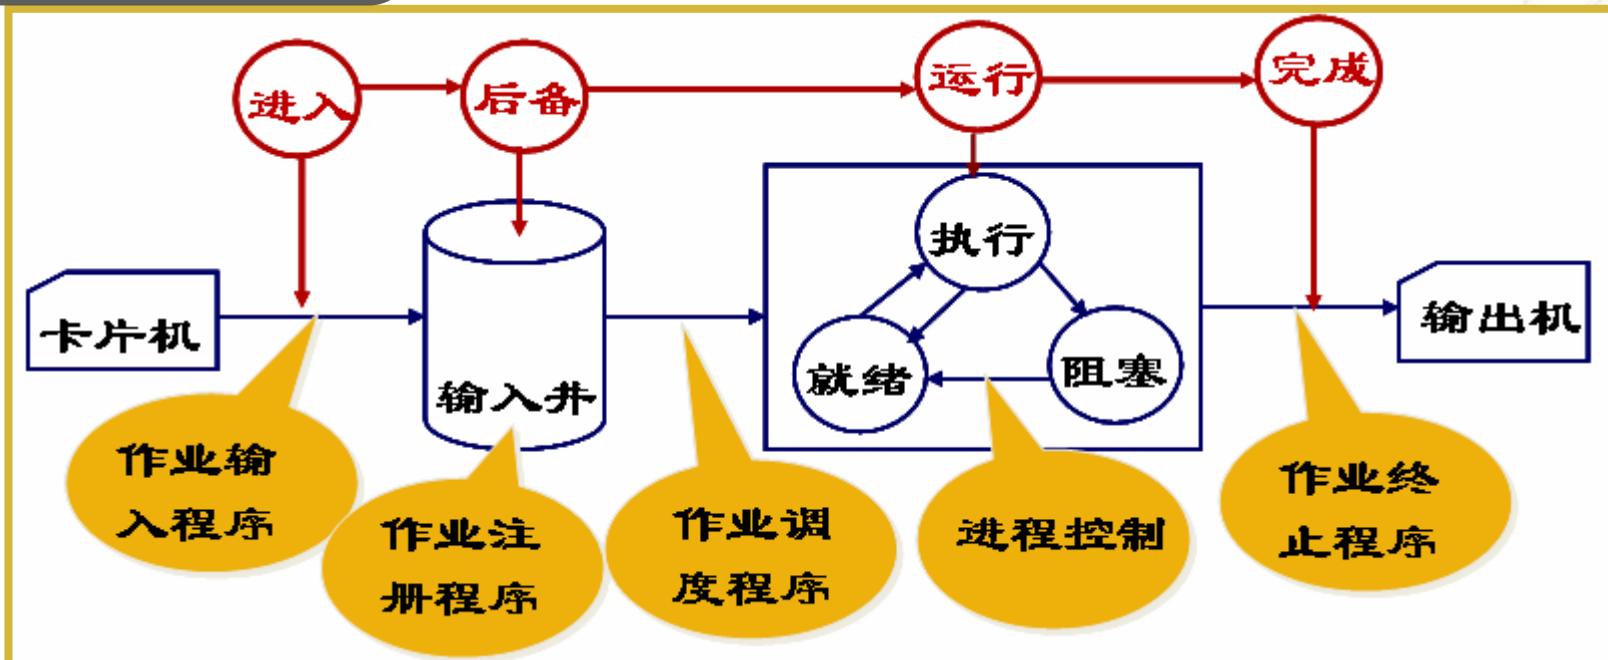 进入
后备
运行
完成
执行
卡片机
输入井
就绪
阻塞
输出机
作业输
入程序
作业注
册程序
作业调
度程序
进程控制
作业终
止程序